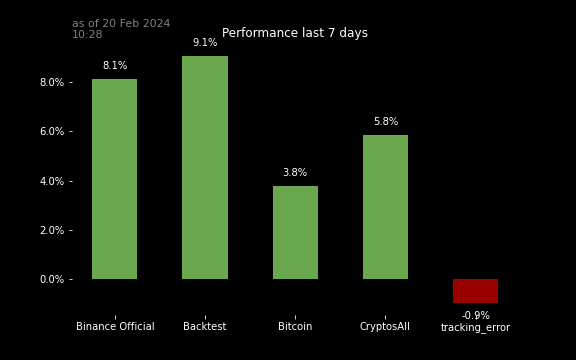 as of 20 Feb 2024
10:28
Performance last 7 days
9.1%
8.1%
5.8%
3.8%
-0.9%
8.0%
6.0%
4.0%
2.0%
0.0%
Binance Official
Backtest
Bitcoin
CryptosAll
tracking_error